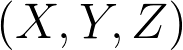 (X, Y, Z)